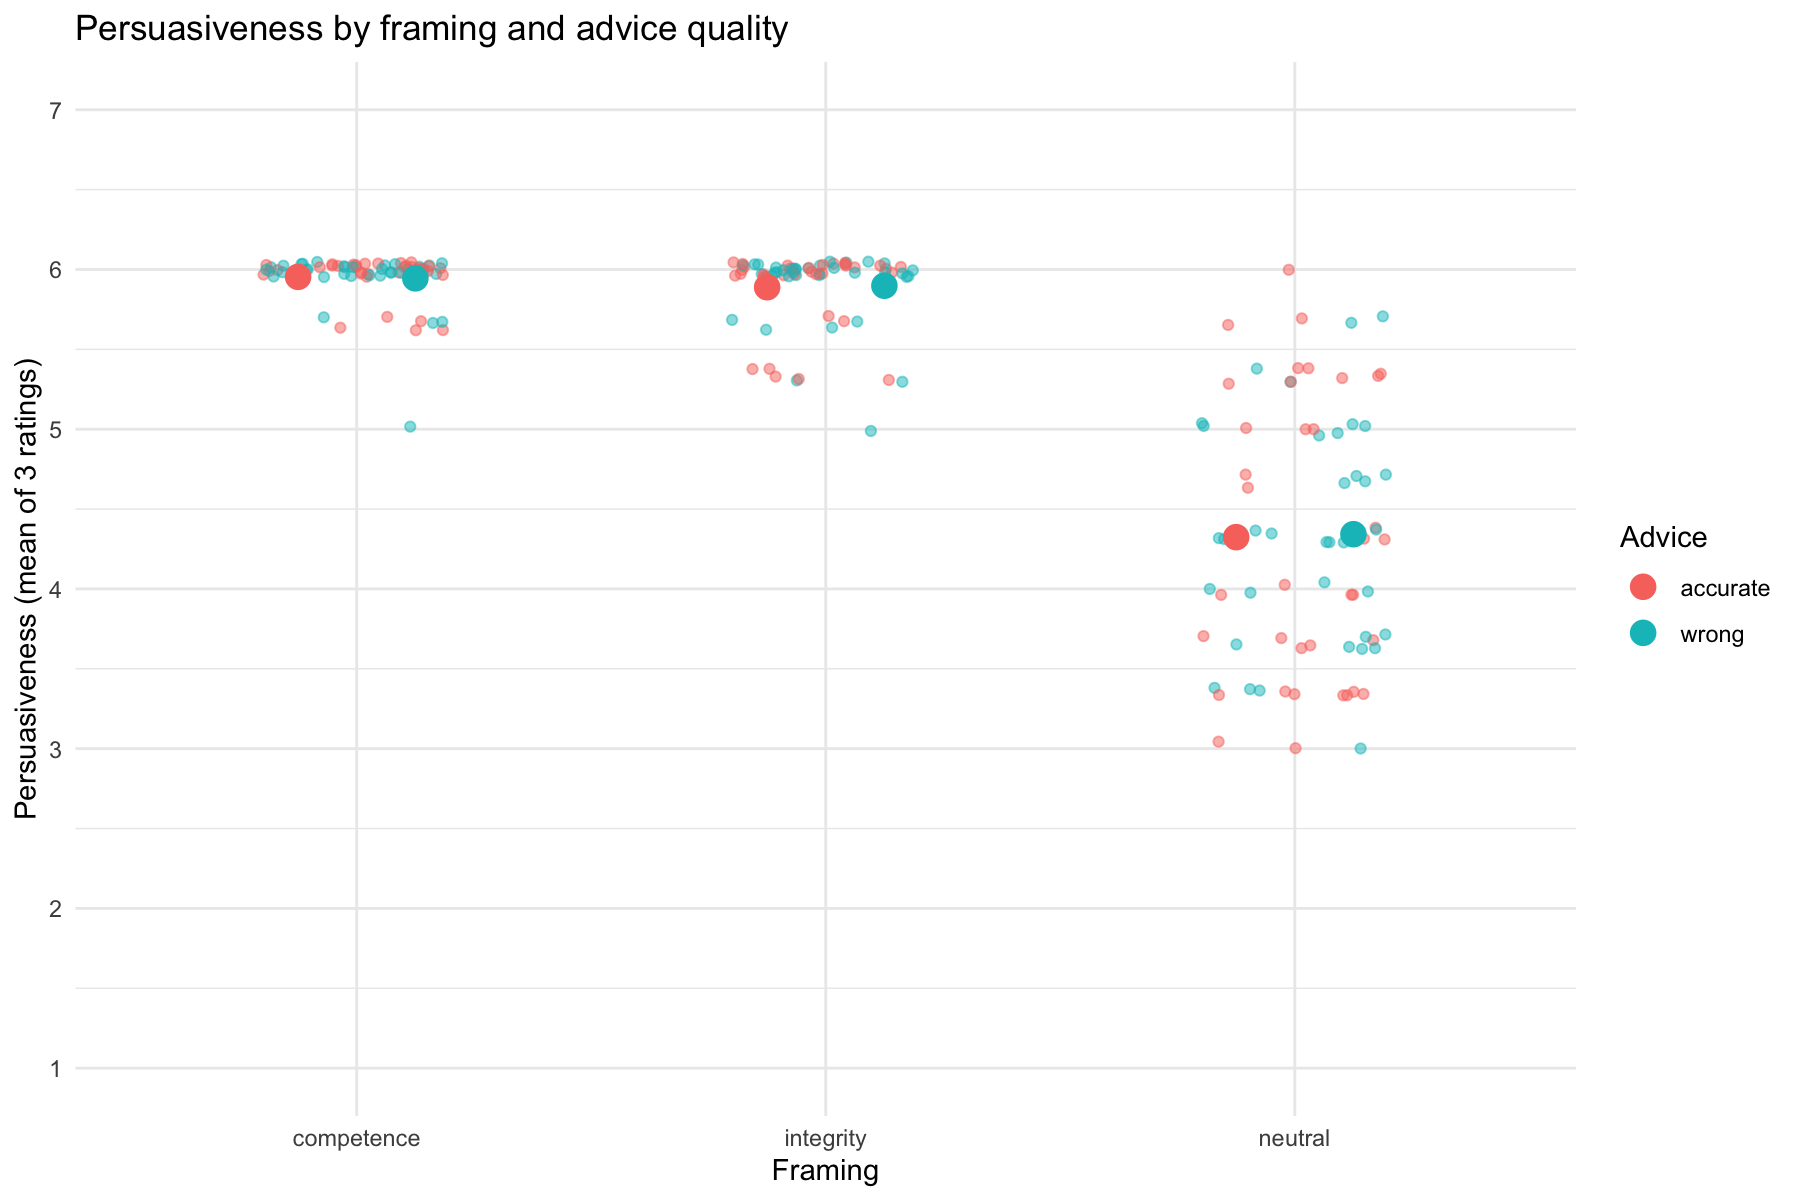 Persuasiveness by framing and advice quality
Persuasiveness (mean of 3 ratings)
7
6
5
4
3
2
1
competence
integrity
neutral
Framing
Advice
accurate
wrong